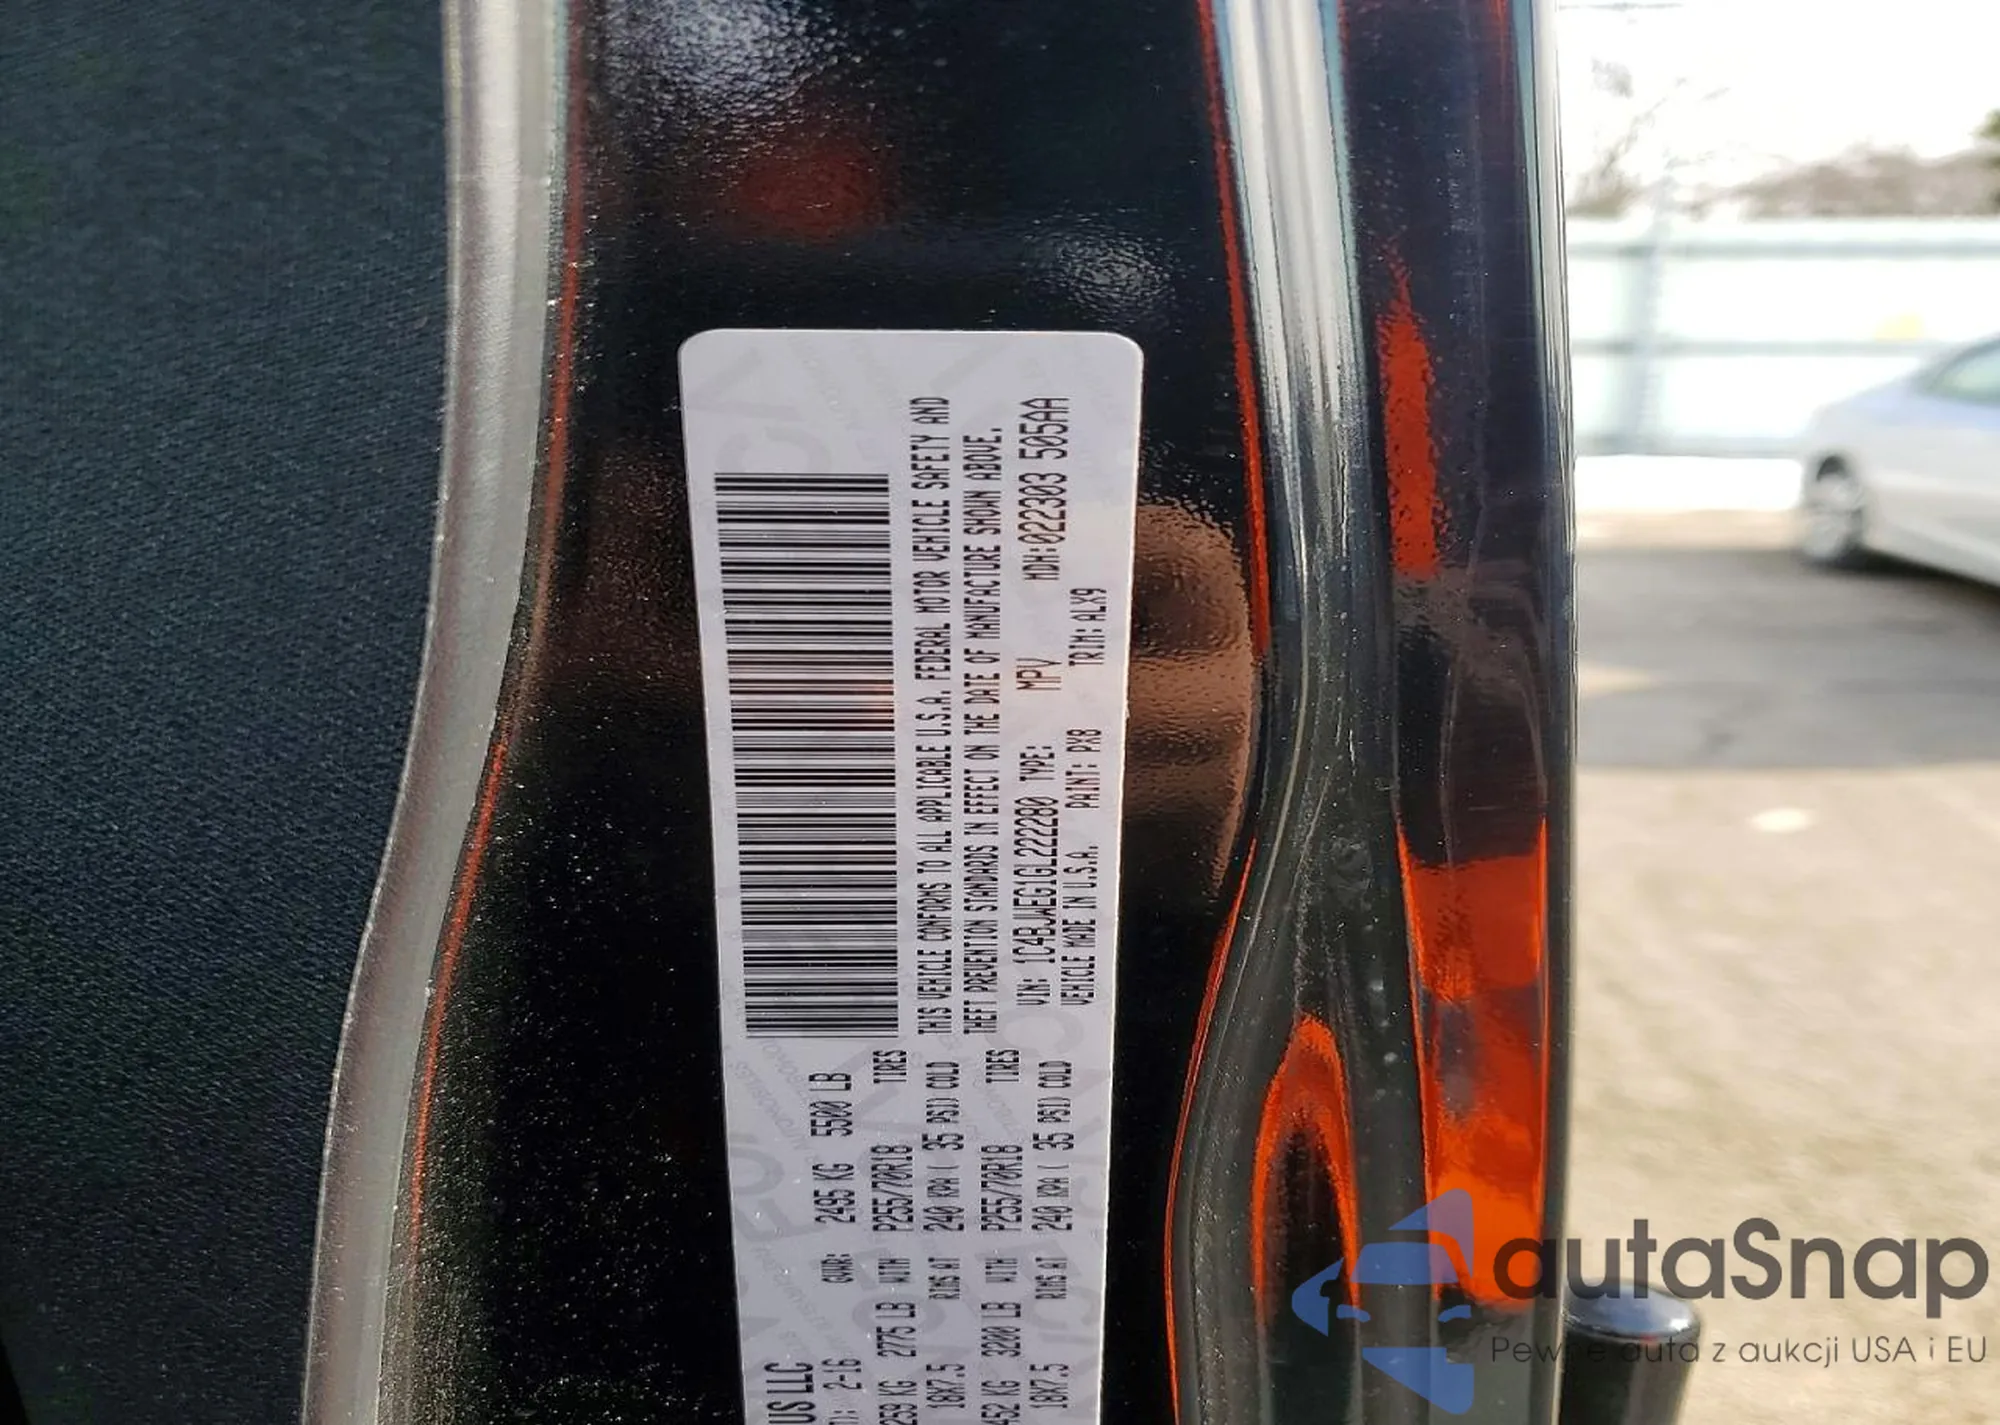 US LLC
2-16
GVWR: 2495 KG 5500 LB
259 KG 2775 LB WITH P255/70R18 TIRES
18X7.5 RIMS AT 240 KPA ( 35 PSI) COLD
452 KG 3200 LB WITH P255/70R18 TIRES
18X7.5 RIMS AT 240 KPA ( 35 PSI) COLD
THIS VEHICLE CONFORMS TO ALL APPLICABLE U.S.A. FEDERAL MOTOR VEHICLE SAFETY AND
THEFT PREVENTION STANDARDS IN EFFECT ON THE DATE OF MANUFACTURE SHOWN ABOVE.
VIN: 1C4BJWEG1GL222280 TYPE: MPV MDH:022303 505AA
VEHICLE MADE IN U.S.A. PAINT: PX8 TRIM: ALX9
autaSnap
Pewne auta z aukcji USA i EU